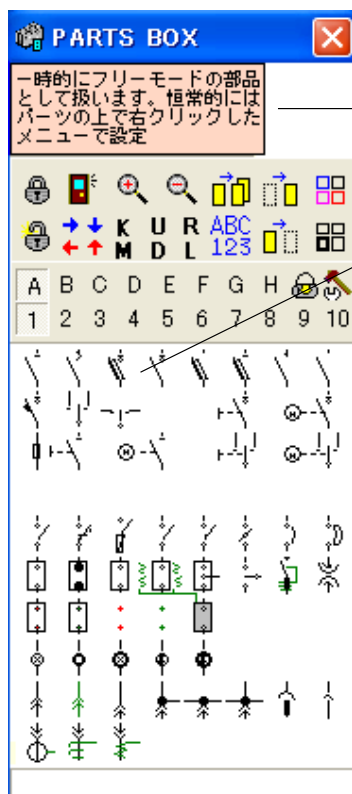 PARTS BOX
一時的にフリーモードの部品
として扱います。恒常的には
パーツの上で右クリックした
メニューで設定
K U R ABC
M D L 123
A B C D E F G H
1 2 3 4 5 6 7 8 9 10